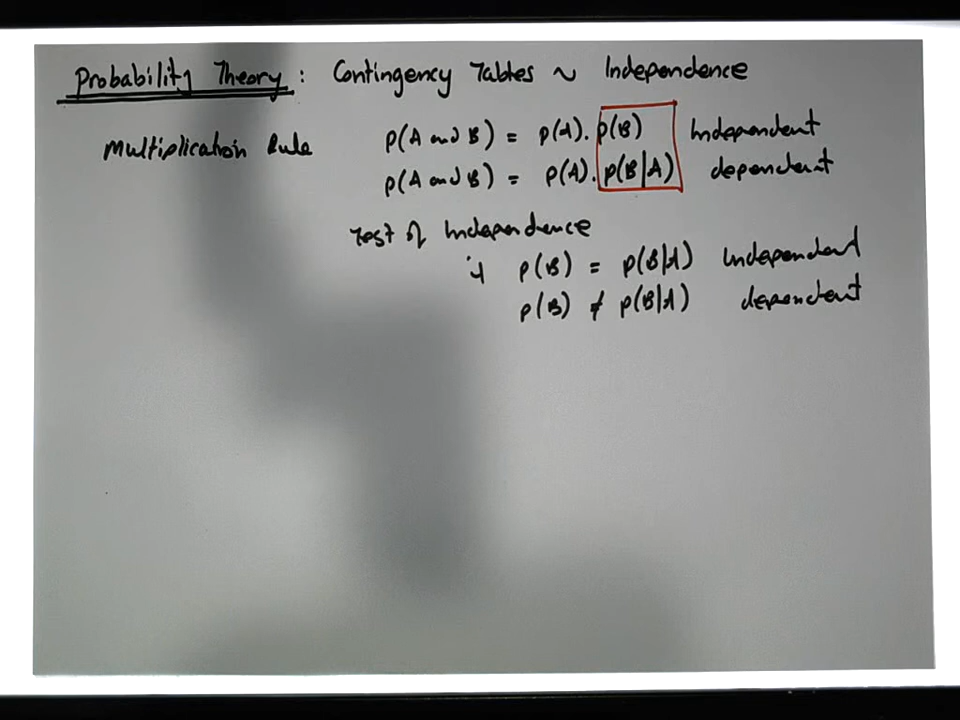 Probability Theory : Contingency Tables ~ Independence
Multiplication Rule P(A and B) = P(A). P(B) Independent
P(A and B) = P(A). P(B|A) dependent
Test of Independence
if P(B) = P(B|A) Independent
P(B) ≠ P(B|A) dependent